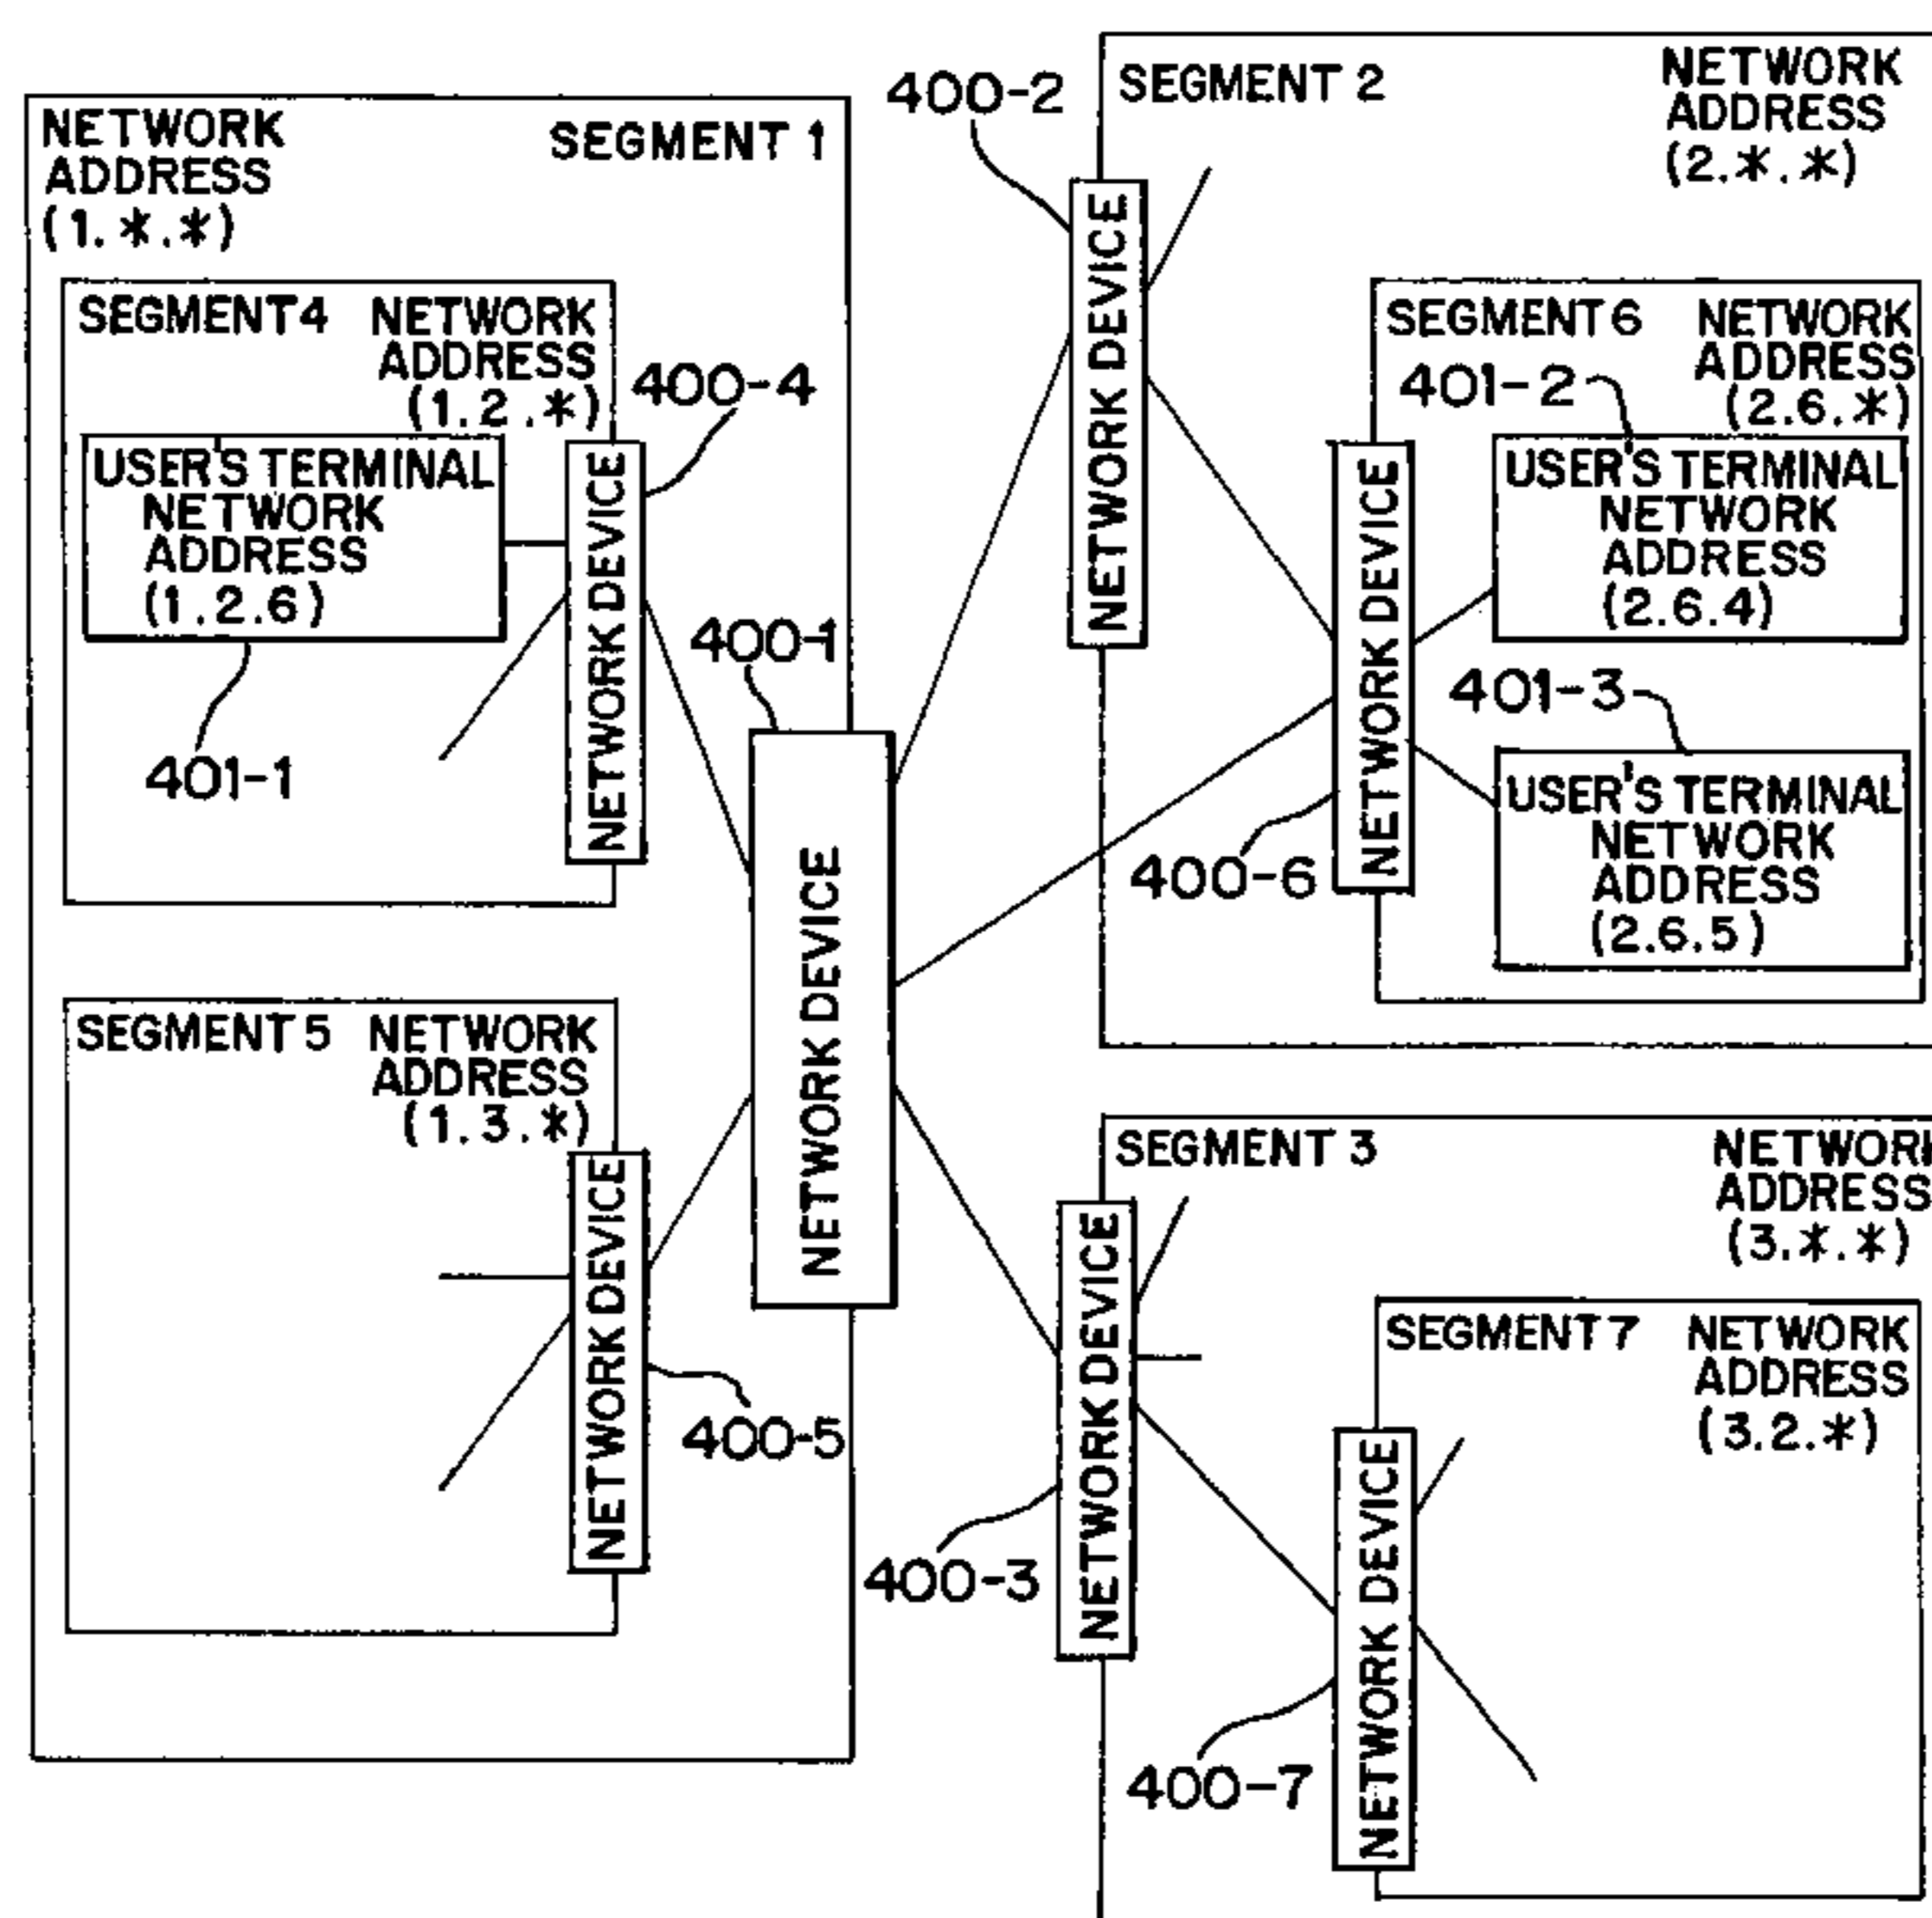 NETWORK
ADDRESS
(1.*.*)
SEGMENT 1
SEGMENT 4
NETWORK
ADDRESS
(1.2.*)
400-4
USER'S TERMINAL
NETWORK
ADDRESS
(1.2.6)
401-1
NETWORK DEVICE
400-1
NETWORK DEVICE
SEGMENT 5
NETWORK
ADDRESS
(1.3.*)
NETWORK DEVICE
400-5
400-2
SEGMENT 2
NETWORK
ADDRESS
(2.*.*)
NETWORK DEVICE
SEGMENT 6
NETWORK
ADDRESS
(2.6.*)
401-2
USER'S TERMINAL
NETWORK
ADDRESS
(2.6.4)
401-3
USER'S TERMINAL
NETWORK
ADDRESS
(2.6.5)
NETWORK DEVICE
400-6
SEGMENT 3
NETWORK
ADDRESS
(3.*.*)
NETWORK DEVICE
400-3
SEGMENT 7
NETWORK
ADDRESS
(3.2.*)
NETWORK DEVICE
400-7